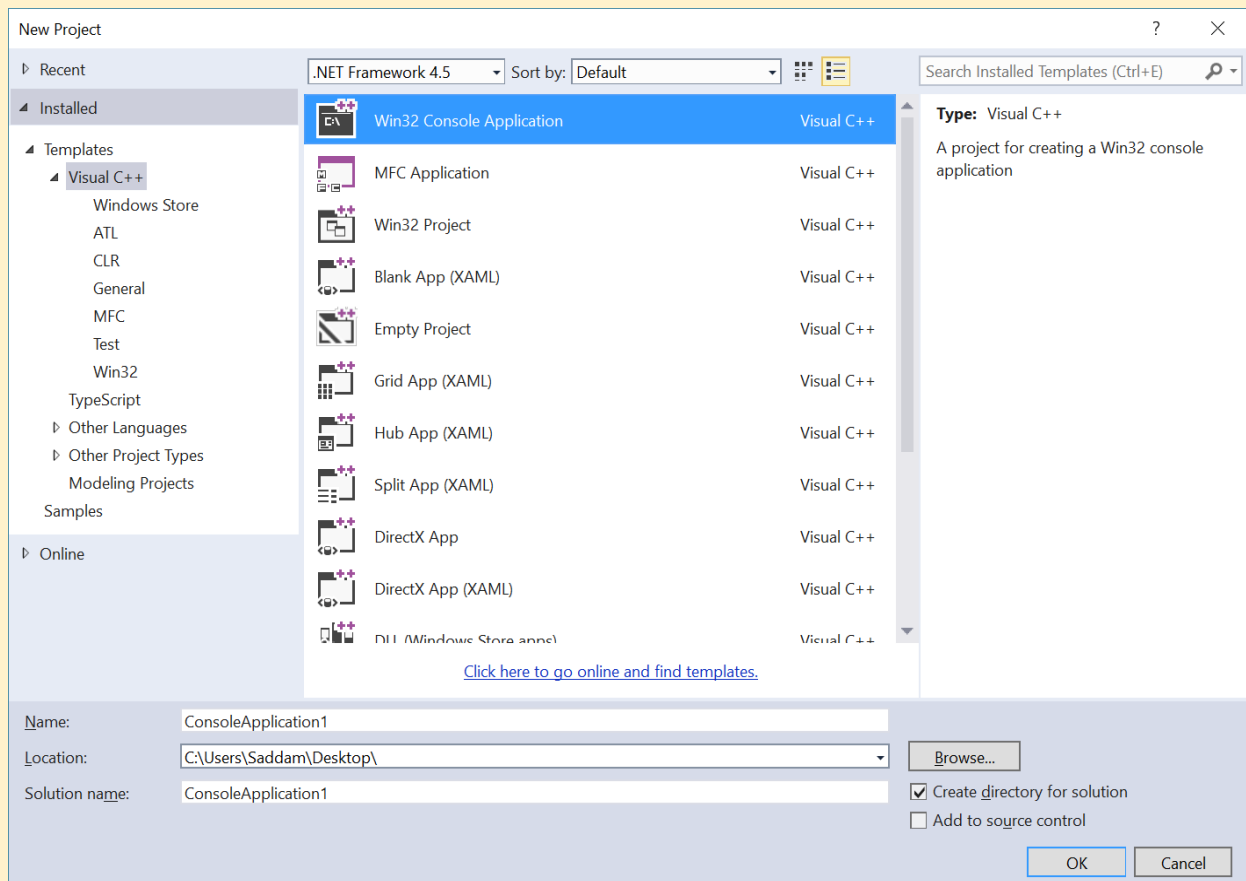 New Project
?
Recent
.NET Framework 4.5
Sort by:
Default
Search Installed Templates (Ctrl+E)
Installed
Templates
Visual C++
Windows Store
ATL
CLR
General
MFC
Test
Win32
TypeScript
Other Languages
Other Project Types
Modeling Projects
Samples
Online
Win32 Console Application Visual C++
MFC Application Visual C++
Win32 Project Visual C++
Blank App (XAML) Visual C++
Empty Project Visual C++
Grid App (XAML) Visual C++
Hub App (XAML) Visual C++
Split App (XAML) Visual C++
DirectX App Visual C++
DirectX App (XAML) Visual C++
DLL (Windows Store apps) Visual C++
Click here to go online and find templates.
Type: Visual C++
A project for creating a Win32 console
application
Name: ConsoleApplication1
Location: C:\Users\Saddam\Desktop\
Browse...
Solution name: ConsoleApplication1
Create directory for solution
Add to source control
OK
Cancel